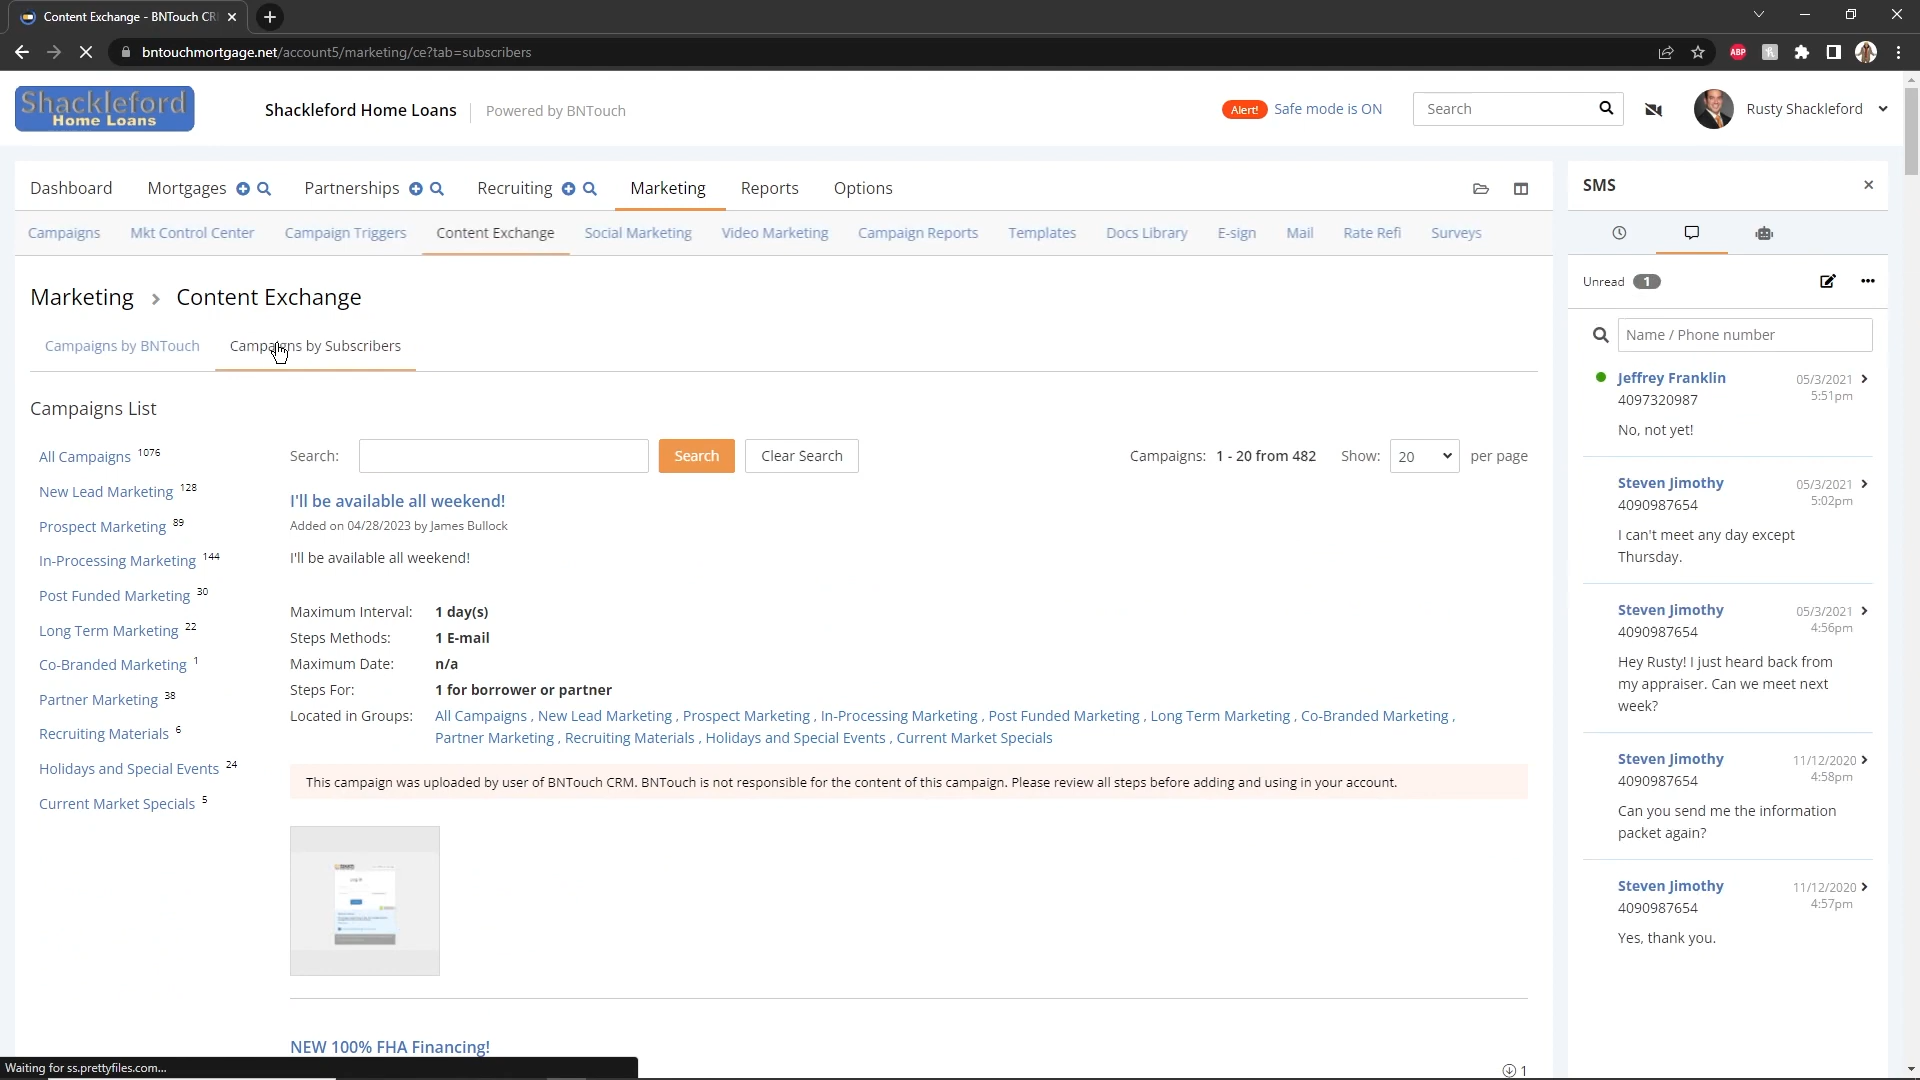 Content Exchange - BNTouch CR
bntouchmortgage.net/account5/marketing/ce?tab=subscribers
ABP
Shackleford
Home Loans
Shackleford Home Loans
Powered by BNTouch
Alert! Safe mode is ON
Search
Rusty Shackleford
Dashboard
Mortgages
Partnerships
Recruiting
Marketing
Reports
Options
Campaigns
Mkt Control Center
Campaign Triggers
Content Exchange
Social Marketing
Video Marketing
Campaign Reports
Templates
Docs Library
E-sign
Mail
Rate Refi
Surveys
Marketing > Content Exchange
Campaigns by BNTouch
Campaigns by Subscribers
Campaigns List
All Campaigns 1076
New Lead Marketing 128
Prospect Marketing 89
In-Processing Marketing 144
Post Funded Marketing 30
Long Term Marketing 22
Co-Branded Marketing 1
Partner Marketing 38
Recruiting Materials 6
Holidays and Special Events 24
Current Market Specials 5
Search:
Search
Clear Search
Campaigns: 1 - 20 from 482
Show: 20 per page
I'll be available all weekend!
Added on 04/28/2023 by James Bullock
I'll be available all weekend!
Maximum Interval: 1 day(s)
Steps Methods: 1 E-mail
Maximum Date: n/a
Steps For: 1 for borrower or partner
Located in Groups: All Campaigns , New Lead Marketing , Prospect Marketing , In-Processing Marketing , Post Funded Marketing , Long Term Marketing , Co-Branded Marketing ,
Partner Marketing , Recruiting Materials , Holidays and Special Events , Current Market Specials
This campaign was uploaded by user of BNTouch CRM. BNTouch is not responsible for the content of this campaign. Please review all steps before adding and using in your account.
NEW 100% FHA Financing!
1
Waiting for ss.prettyfiles.com...
SMS
Unread 1
Name / Phone number
Jeffrey Franklin 05/3/2021
4097320987 5:51pm
No, not yet!
Steven Jimothy 05/3/2021
4090987654 5:02pm
I can't meet any day except
Thursday.
Steven Jimothy 05/3/2021
4090987654 4:56pm
Hey Rusty! I just heard back from
my appraiser. Can we meet next
week?
Steven Jimothy 11/12/2020
4090987654 4:58pm
Can you send me the information
packet again?
Steven Jimothy 11/12/2020
4090987654 4:57pm
Yes, thank you.